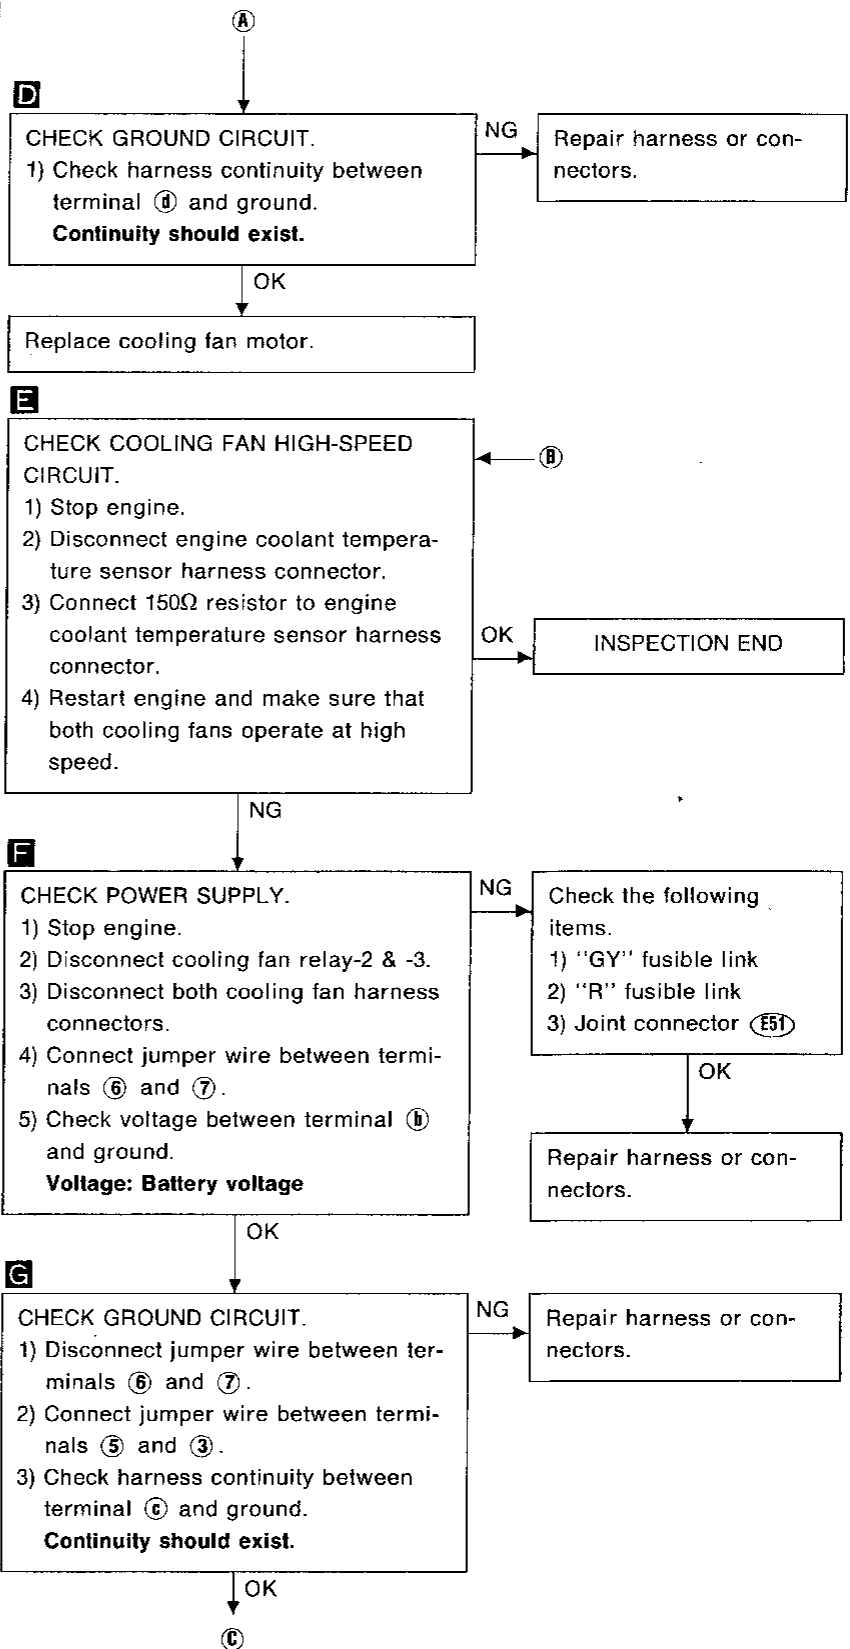 Ⓐ
D
CHECK GROUND CIRCUIT.
1) Check harness continuity between
terminal ⓓ and ground.
Continuity should exist.
NG
Repair harness or con-
nectors.
OK
Replace cooling fan motor.
E
CHECK COOLING FAN HIGH-SPEED
CIRCUIT.
1) Stop engine.
2) Disconnect engine coolant tempera-
ture sensor harness connector.
3) Connect 150Ω resistor to engine
coolant temperature sensor harness
connector.
4) Restart engine and make sure that
both cooling fans operate at high
speed.
Ⓑ
OK
INSPECTION END
NG
F
CHECK POWER SUPPLY.
1) Stop engine.
2) Disconnect cooling fan relay-2 & -3.
3) Disconnect both cooling fan harness
connectors.
4) Connect jumper wire between termi-
nals ⑥ and ⑦.
5) Check voltage between terminal ⓑ
and ground.
Voltage: Battery voltage
NG
Check the following
items.
1) "GY" fusible link
2) "R" fusible link
3) Joint connector E51
OK
Repair harness or con-
nectors.
OK
G
CHECK GROUND CIRCUIT.
1) Disconnect jumper wire between ter-
minals ⑥ and ⑦.
2) Connect jumper wire between termi-
nals ⑤ and ③.
3) Check harness continuity between
terminal ⓒ and ground.
Continuity should exist.
NG
Repair harness or con-
nectors.
OK
Ⓒ